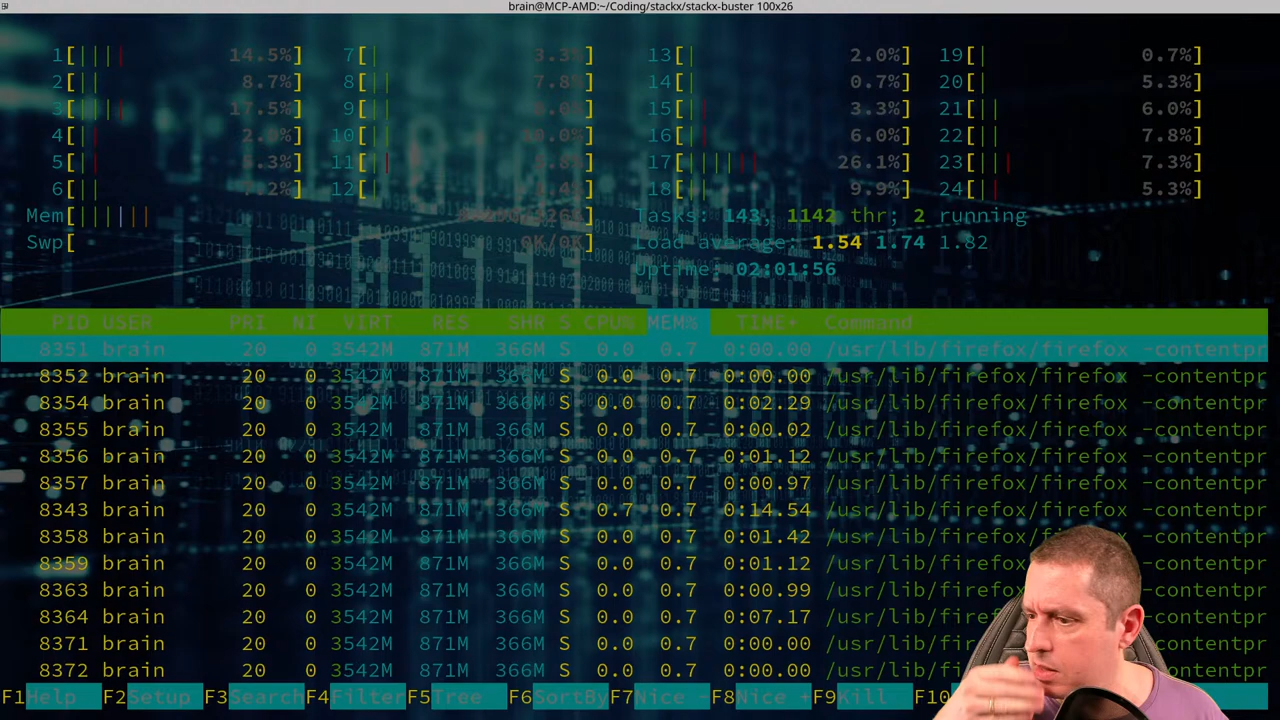 brain@MCP-AMD:~/Coding/stackx/stackx-buster 100x26
1[|||| 14.5%] 7[| 3.3%] 13[| 2.0%] 19[| 0.7%]
2[|| 8.7%] 8[|| 7.8%] 14[| 0.7%] 20[| 5.3%]
3[|||| 17.5%] 9[|| ] 15[|| 3.3%] 21[|| 6.0%]
4[|| ] 10[|| ] 16[|| 6.0%] 22[|| 7.8%]
5[|| 5.3%] 11[|| ] 17[|||||| 26.1%] 23[||| 7.3%]
6[|| 7.2%] 12[| ] 18[|| 9.9%] 24[|| 5.3%]
Mem[|||||| ] Tasks: 143, 1142 thr; 2 running
Swp[ 0K/0K] Load average: 1.54 1.74 1.82
Uptime: 02:01:56
PID USER PRI NI VIRT RES SHR S CPU% MEM% TIME+ Command
8351 brain 20 0 3542M 871M 366M S 0.0 0.7 0:00.00 /usr/lib/firefox/firefox -contentpr
8352 brain 20 0 3542M 871M 366M S 0.0 0.7 0:00.00 /usr/lib/firefox/firefox -contentpr
8354 brain 20 0 3542M 871M 366M S 0.0 0.7 0:02.29 /usr/lib/firefox/firefox -contentpr
8355 brain 20 0 3542M 871M 366M S 0.0 0.7 0:00.02 /usr/lib/firefox/firefox -contentpr
8356 brain 20 0 3542M 871M 366M S 0.0 0.7 0:01.12 /usr/lib/firefox/firefox -contentpr
8357 brain 20 0 3542M 871M 366M S 0.0 0.7 0:00.97 /usr/lib/firefox/firefox -contentpr
8343 brain 20 0 3542M 871M 366M S 0.7 0.7 0:14.54 /usr/lib/firefox/firefox -contentpr
8358 brain 20 0 3542M 871M 366M S 0.0 0.7 0:01.42 /usr/lib/firefox/firefox -contentpr
8359 brain 20 0 3542M 871M 366M S 0.0 0.7 0:01.12 /usr/lib/firefox/firef -contentpr
8363 brain 20 0 3542M 871M 366M S 0.0 0.7 0:00.99 /usr/lib/firefox/firef contentpr
8364 brain 20 0 3542M 871M 366M S 0.0 0.7 0:07.17 /usr/lib/firefox/fire contentpr
8371 brain 20 0 3542M 871M 366M S 0.0 0.7 0:00.00 /usr/lib/firefox/fir contentpr
8372 brain 20 0 3542M 871M 366M S 0.0 0.7 0:00.00 /usr/lib/firefox/ contentpr
F1Help F2Setup F3Search F4Filter F5Tree F6SortBy F7Nice - F8Nice + F9Kill F10